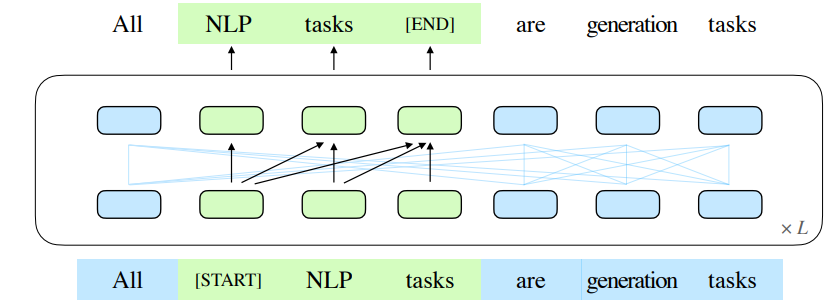 All NLP tasks [END] are generation tasks
× L
All [START] NLP tasks are generation tasks